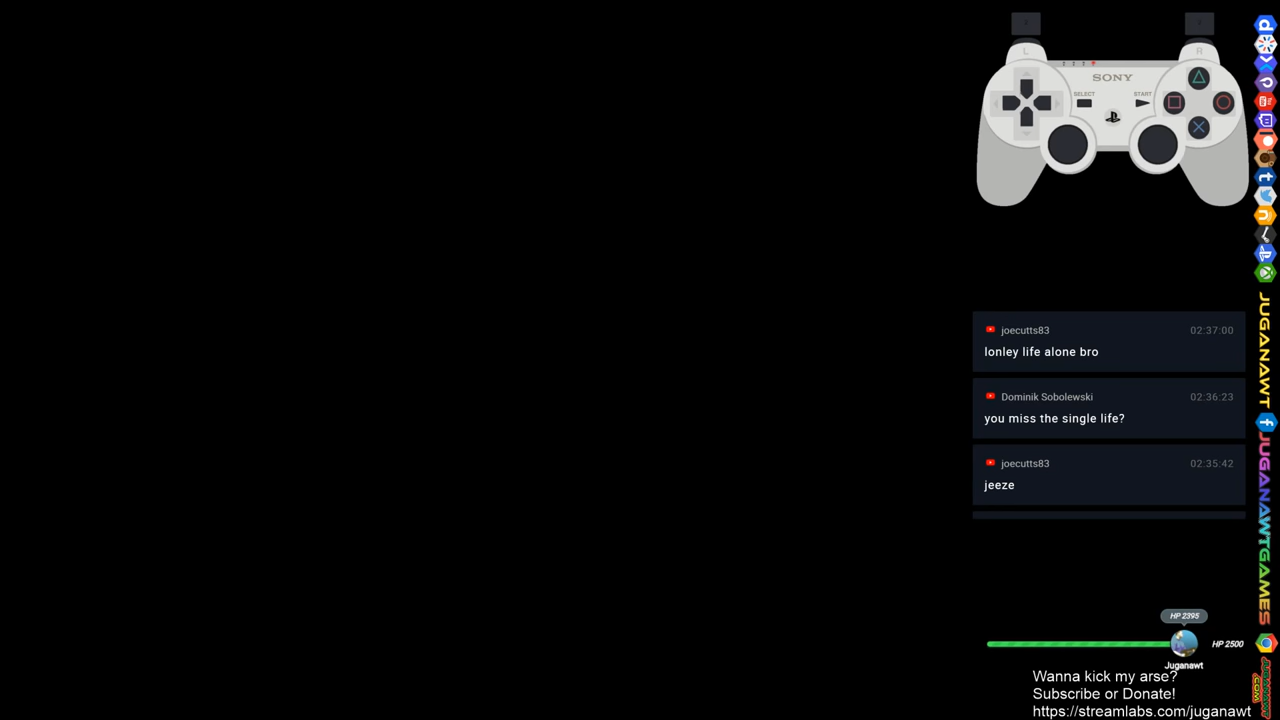 L
R
SONY
SELECT
START
joecutts83 02:37:00
lonley life alone bro
Dominik Sobolewski 02:36:23
you miss the single life?
joecutts83 02:35:42
jeeze
HP 2395
HP 2500
Juganawt
Wanna kick my arse?
Subscribe or Donate!
https://streamlabs.com/juganawt
JUGANAWT
JUGANAWTGAMES
JUGANAWT
.COM